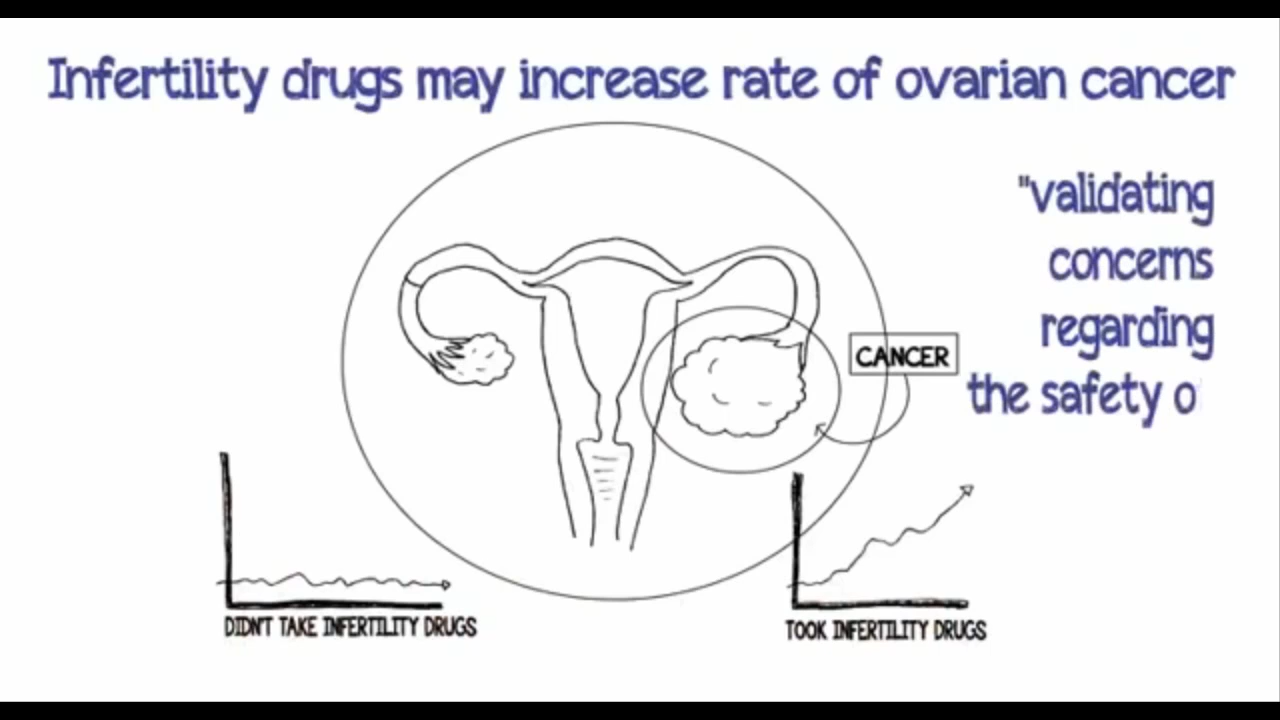 Infertility drugs may increase rate of ovarian cancer
"validating
concerns
regarding
the safety o
CANCER
DIDN'T TAKE INFERTILITY DRUGS
TOOK INFERTILITY DRUGS